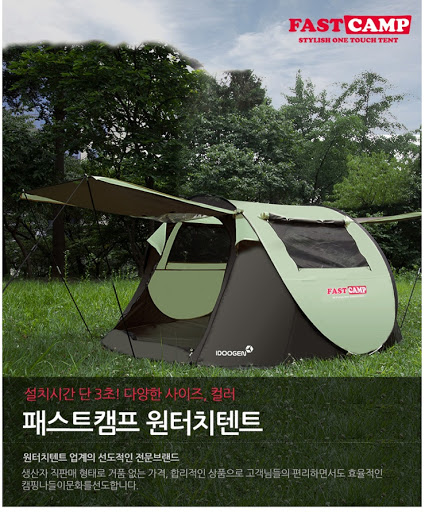 FAST CAMP
STYLISH ONE TOUCH TENT
FAST CAMP
IDOOGEN
설치시간 단 3초! 다양한 사이즈, 컬러
패스트캠프 원터치텐트
원터치텐트 업계의 선도적인 전문브랜드
생산자 직판매 형태로 거품 없는 가격, 합리적인 상품으로 고객님들의 편리하면서도 효율적인
캠핑나들이문화를선도합니다.